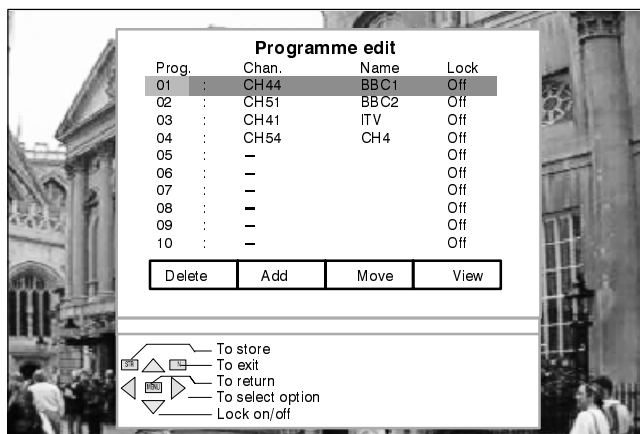 Programme edit
Prog. Chan. Name Lock
01 : CH44 BBC1 Off
02 : CH51 BBC2 Off
03 : CH41 ITV Off
04 : CH54 CH4 Off
05 : – Off
06 : – Off
07 : – Off
08 : – Off
09 : – Off
10 : – Off
Delete Add Move View
STR To store
To exit
MENU To return
To select option
Lock on/off